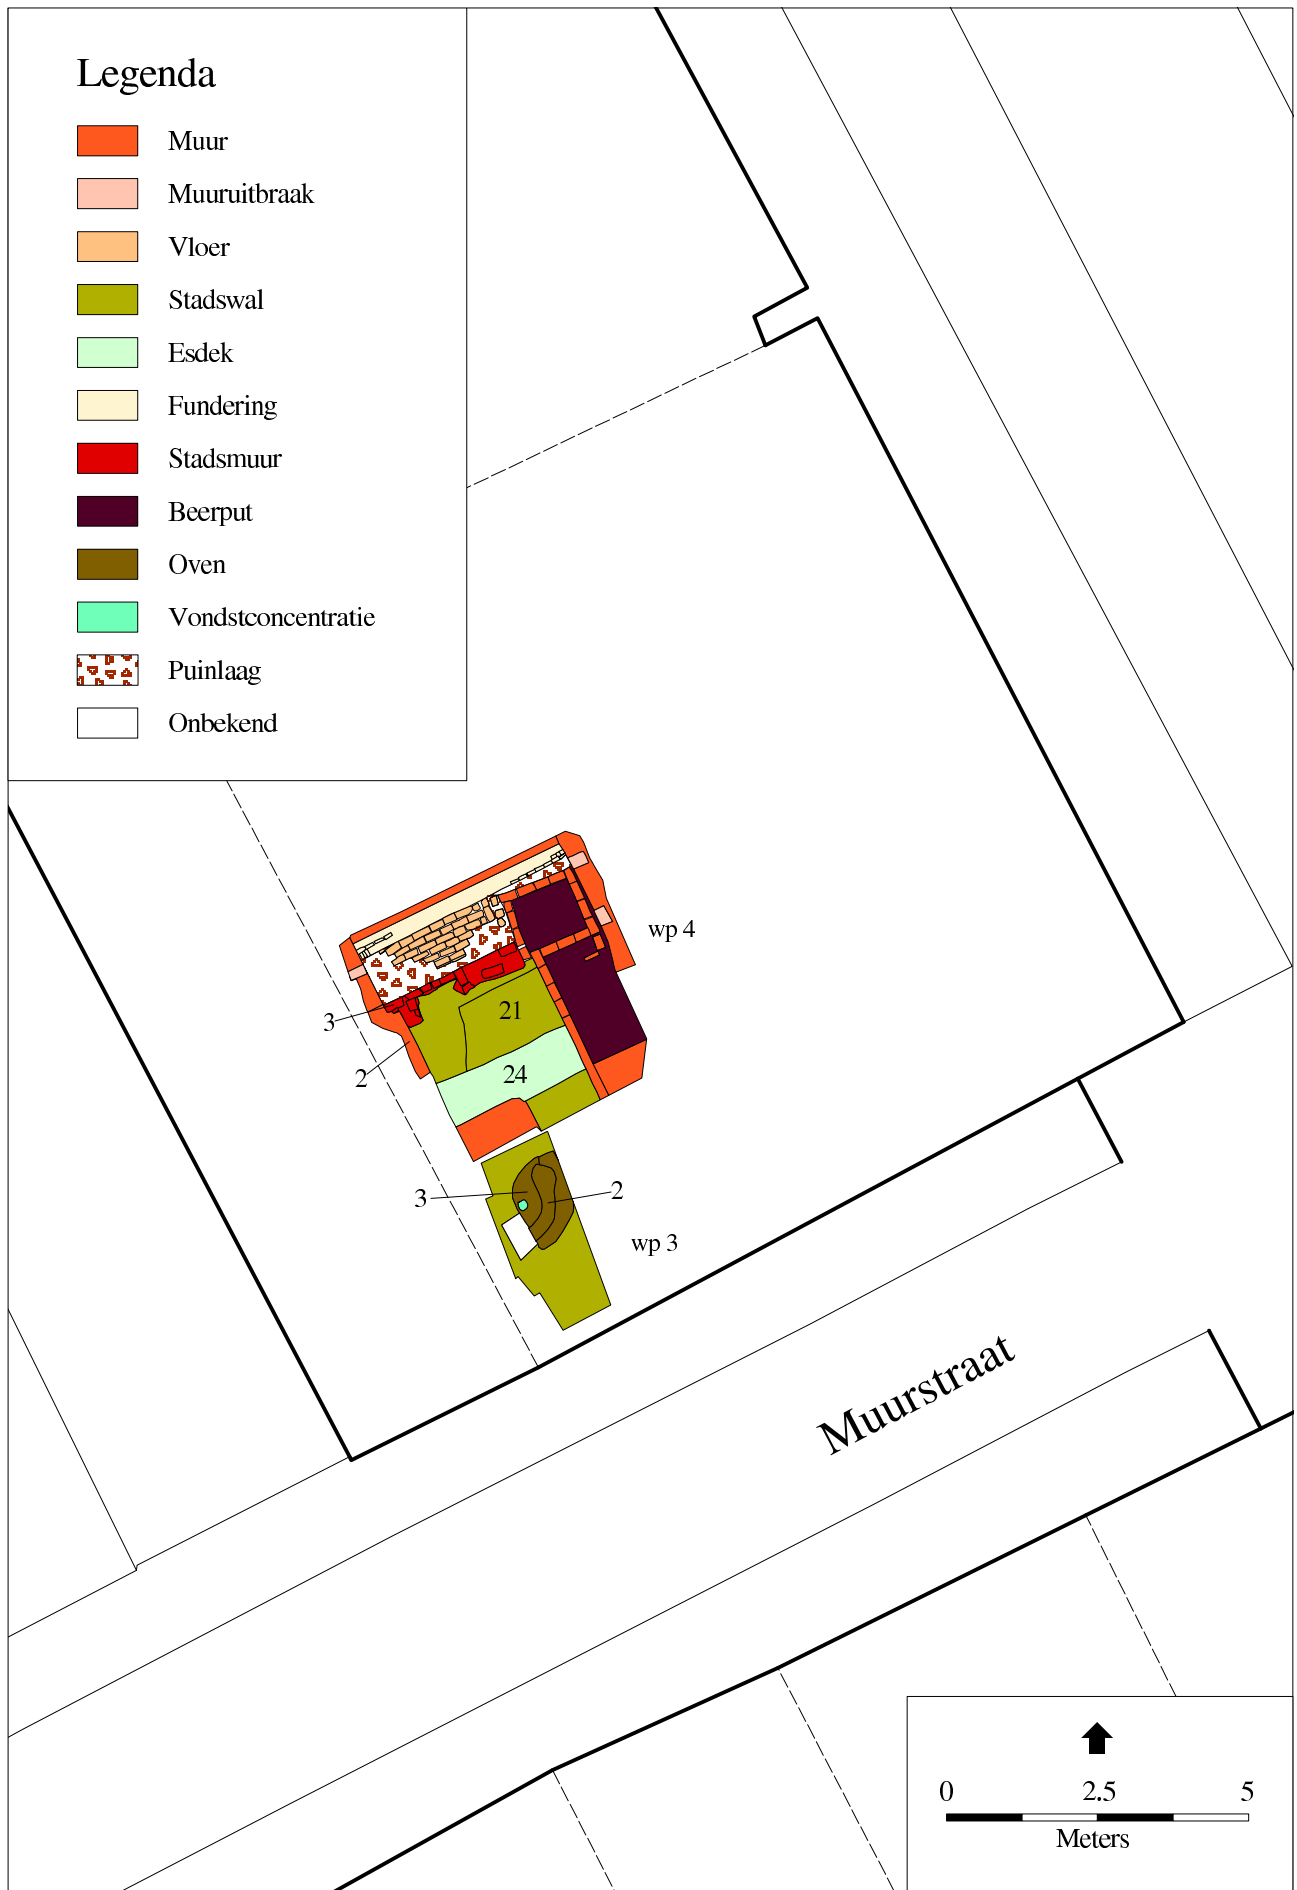 Legenda
Muur
Muuruitbraak
Vloer
Stadswal
Esdek
Fundering
Stadsmuur
Beerput
Oven
Vondstconcentratie
Puinlaag
Onbekend
wp 4
21
3
24
2
3
2
wp 3
Muurstraat
0 2.5 5
Meters